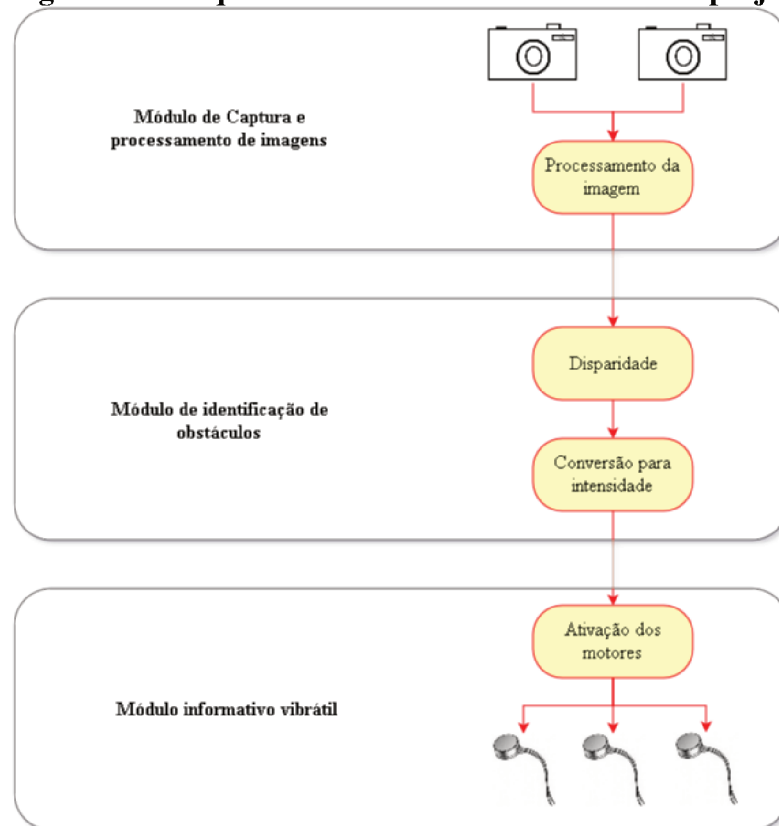 Módulo de Captura e
processamento de imagens
Processamento da
imagem
Disparidade
Módulo de identificação de
obstáculos
Conversão para
intensidade
Ativação dos
motores
Módulo informativo vibrátil